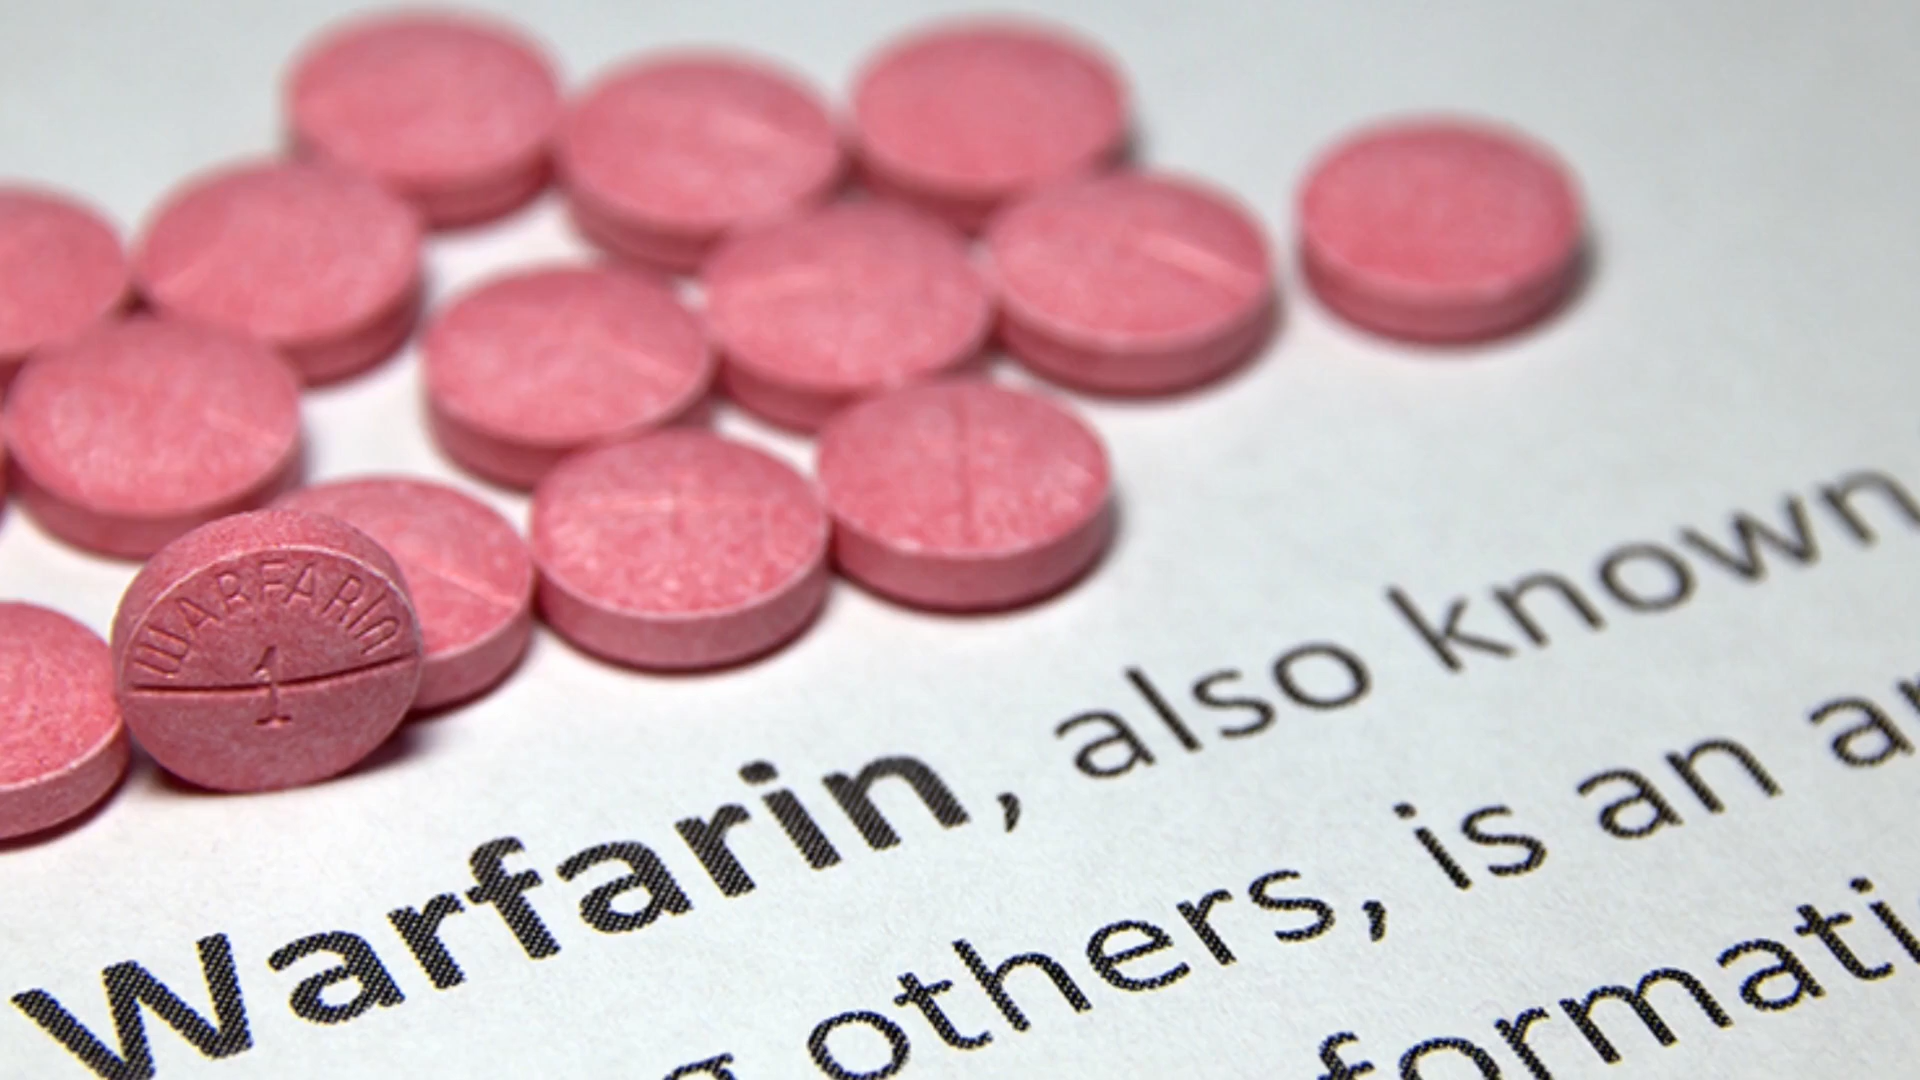 WARFARIN
1
Warfarin, also known
others, is an
formati